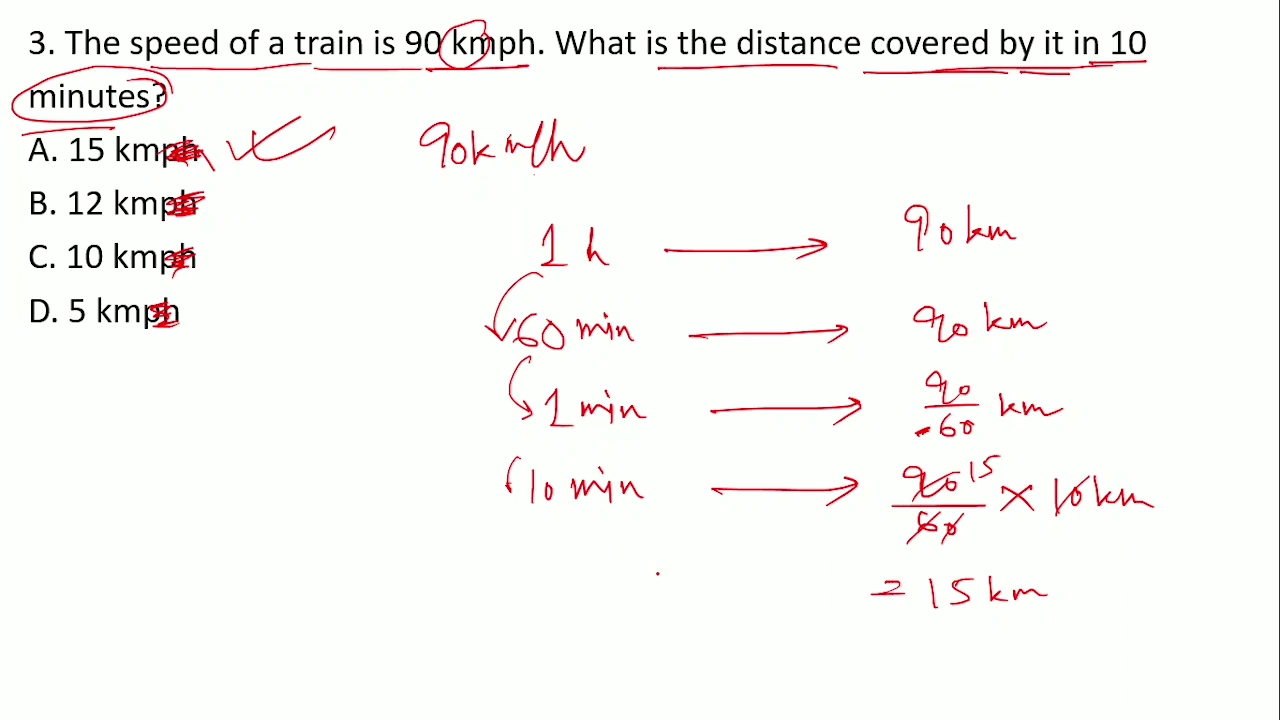 3. The speed of a train is 90 kmph. What is the distance covered by it in 10
minutes?
A. 15 kmph
90km/h
B. 12 kmph
1 h → 90 km
C. 10 kmph
D. 5 kmph
60 min → 90 km
1 min → 90/60 km
10 min → 90/60 15 × 10 km
= 15 km